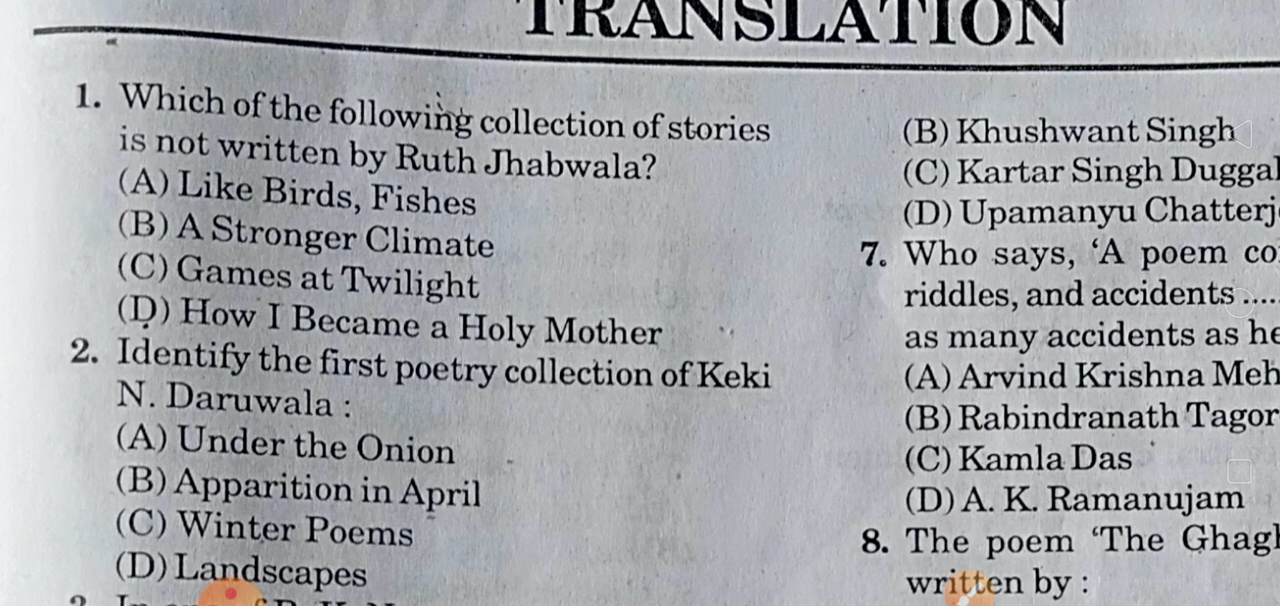 TRANSLATION
1. Which of the following collection of stories
is not written by Ruth Jhabwala?
(A) Like Birds, Fishes
(B) A Stronger Climate
(C) Games at Twilight
(D) How I Became a Holy Mother
2. Identify the first poetry collection of Keki
N. Daruwala :
(A) Under the Onion
(B) Apparition in April
(C) Winter Poems
(D) Landscapes
(B) Khushwant Singh
(C) Kartar Singh Duggal
(D) Upamanyu
7. Who says, ‘A poem
riddles, and accidents ....
as many accidents as
(A) Arvind Krishna
(B) Rabindranath
(C) Kamla Das
(D) A. K. Ramanujam
8. The poem ‘The
written by :